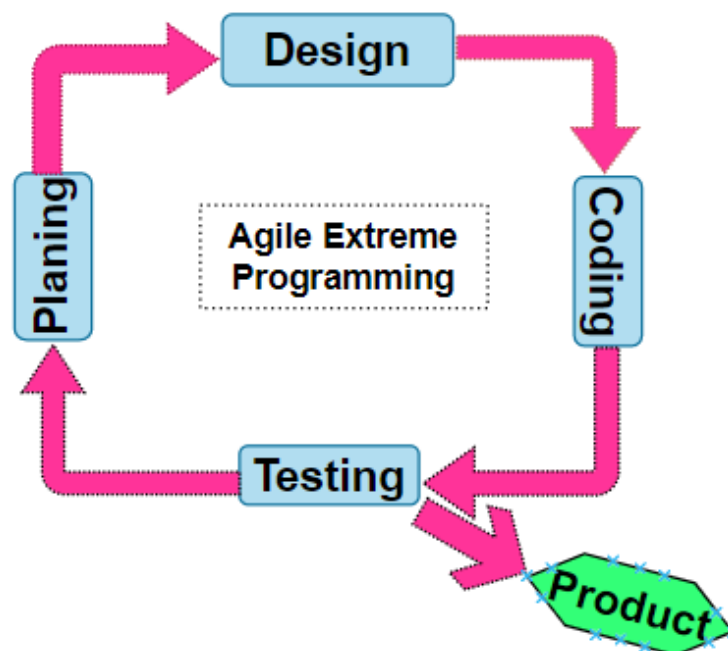 Design
Planing
Agile Extreme
Programming
Coding
Testing
Product